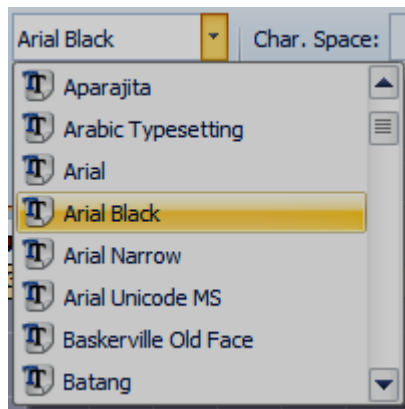 Arial Black Char. Space:
Aparajita
Arabic Typesetting
Arial
Arial Black
Arial Narrow
Arial Unicode MS
Baskerville Old Face
Batang